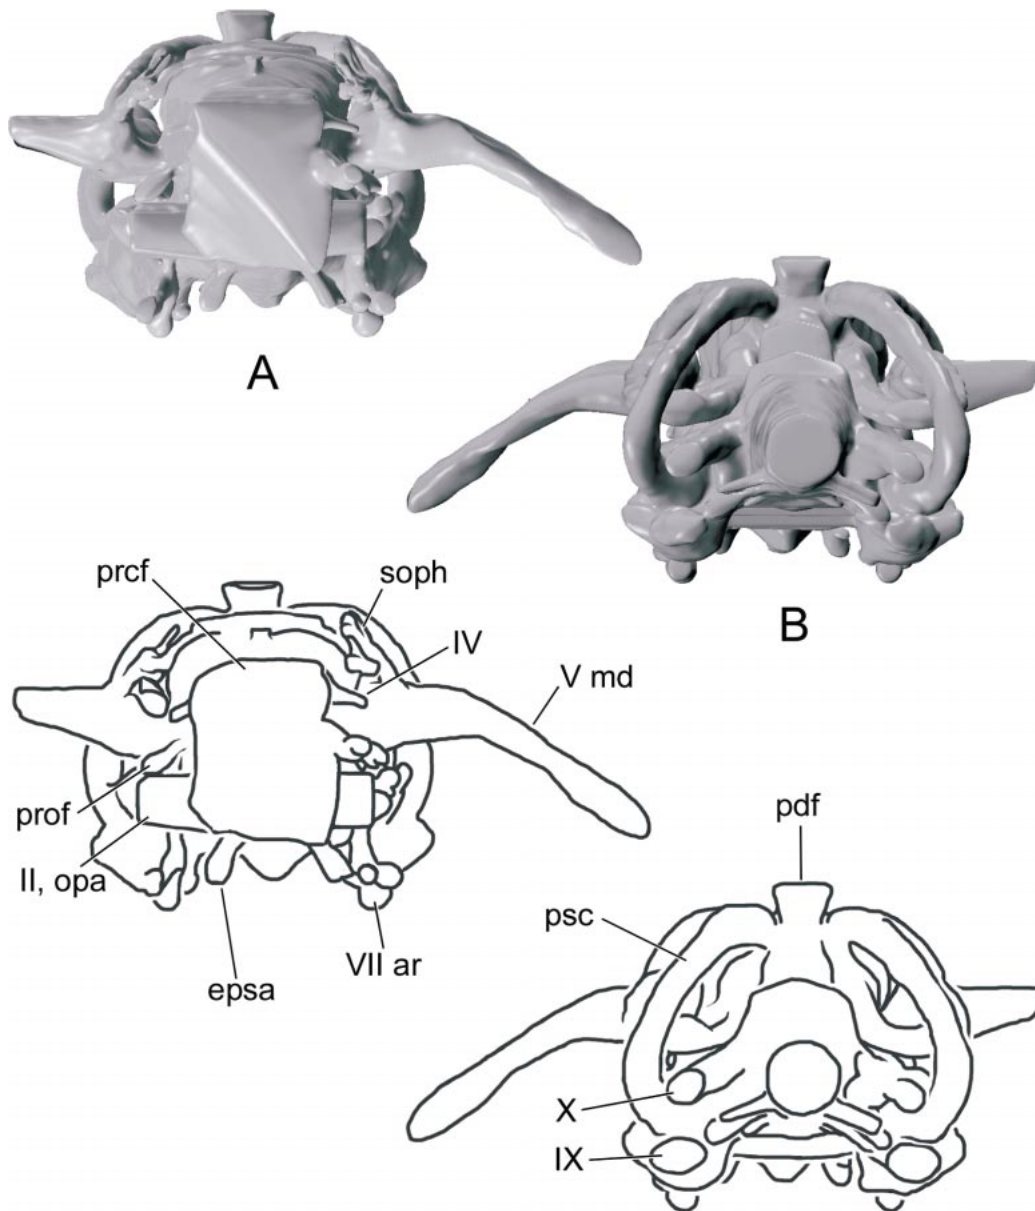 A
B
prcf
soph
IV
V md
prof
II, opa
epsa
VII ar
pdf
psc
X
IX